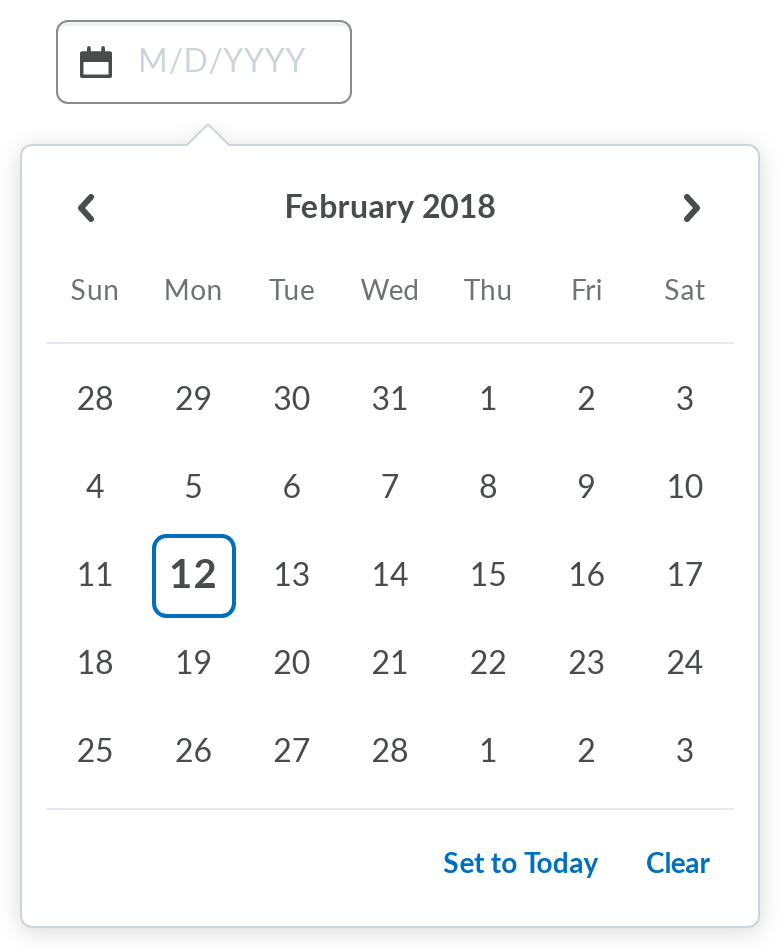 M/D/YYYY
February 2018
Sun Mon Tue Wed Thu Fri Sat
28 29 30 31 1 2 3
4 5 6 7 8 9 10
11 12 13 14 15 16 17
18 19 20 21 22 23 24
25 26 27 28 1 2 3
Set to Today Clear